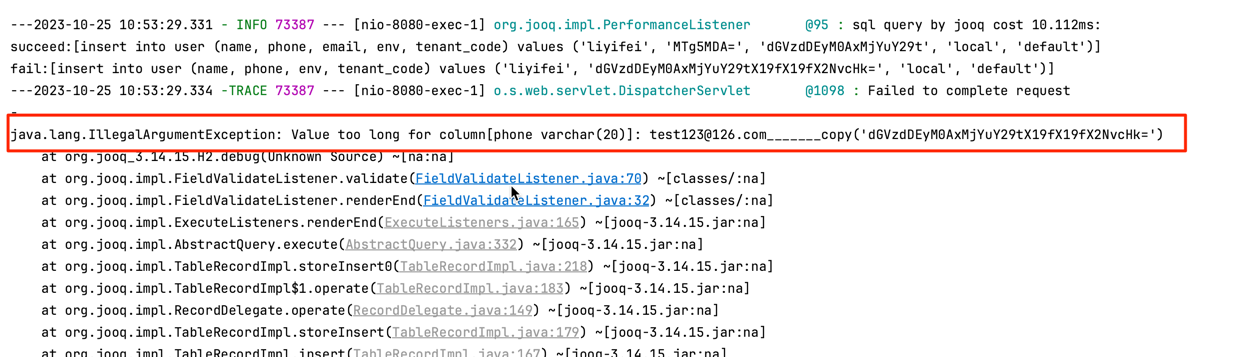 ---2023-10-25 10:53:29.331 - INFO 73387 --- [nio-8080-exec-1] org.jooq.impl.PerformanceListener @95 : sql query by jooq cost 10.112ms:
succeed:[insert into user (name, phone, email, env, tenant_code) values ('liyifei', 'MTg5MDA=', 'dGVzdDEyM0AxMjYuY29t', 'local', 'default')]
fail:[insert into user (name, phone, env, tenant_code) values ('liyifei', 'dGVzdDEyM0AxMjYuY29tX19fX19fX2NvcHk=', 'local', 'default')]
---2023-10-25 10:53:29.334 -TRACE 73387 --- [nio-8080-exec-1] o.s.web.servlet.DispatcherServlet @1098 : Failed to complete request
-
java.lang.IllegalArgumentException: Value too long for column[phone varchar(20)]: test123@126.com_______copy('dGVzdDEyM0AxMjYuY29tX19fX19fX2NvcHk=')
at org.jooq_3.14.15.H2.debug(Unknown Source) ~[na:na]
at org.jooq.impl.FieldValidateListener.validate(FieldValidateListener.java:70) ~[classes/:na]
at org.jooq.impl.FieldValidateListener.renderEnd(FieldValidateListener.java:32) ~[classes/:na]
at org.jooq.impl.ExecuteListeners.renderEnd(ExecuteListeners.java:165) ~[jooq-3.14.15.jar:na]
at org.jooq.impl.AbstractQuery.execute(AbstractQuery.java:332) ~[jooq-3.14.15.jar:na]
at org.jooq.impl.TableRecordImpl.storeInsert0(TableRecordImpl.java:218) ~[jooq-3.14.15.jar:na]
at org.jooq.impl.TableRecordImpl$1.operate(TableRecordImpl.java:183) ~[jooq-3.14.15.jar:na]
at org.jooq.impl.RecordDelegate.operate(RecordDelegate.java:149) ~[jooq-3.14.15.jar:na]
at org.jooq.impl.TableRecordImpl.storeInsert(TableRecordImpl.java:179) ~[jooq-3.14.15.jar:na]
at org.jooq.impl.TableRecordImpl.insert(TableRecordImpl.java:167) ~[jooq-3.14.15.jar:na]